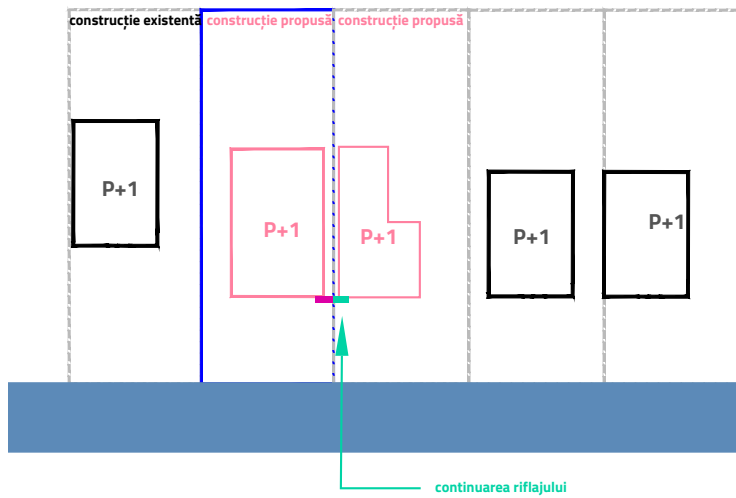 construcție existentă
construcție propusă
construcție propusă
P+1
P+1
P+1
P+1
P+1
continuarea riflajului